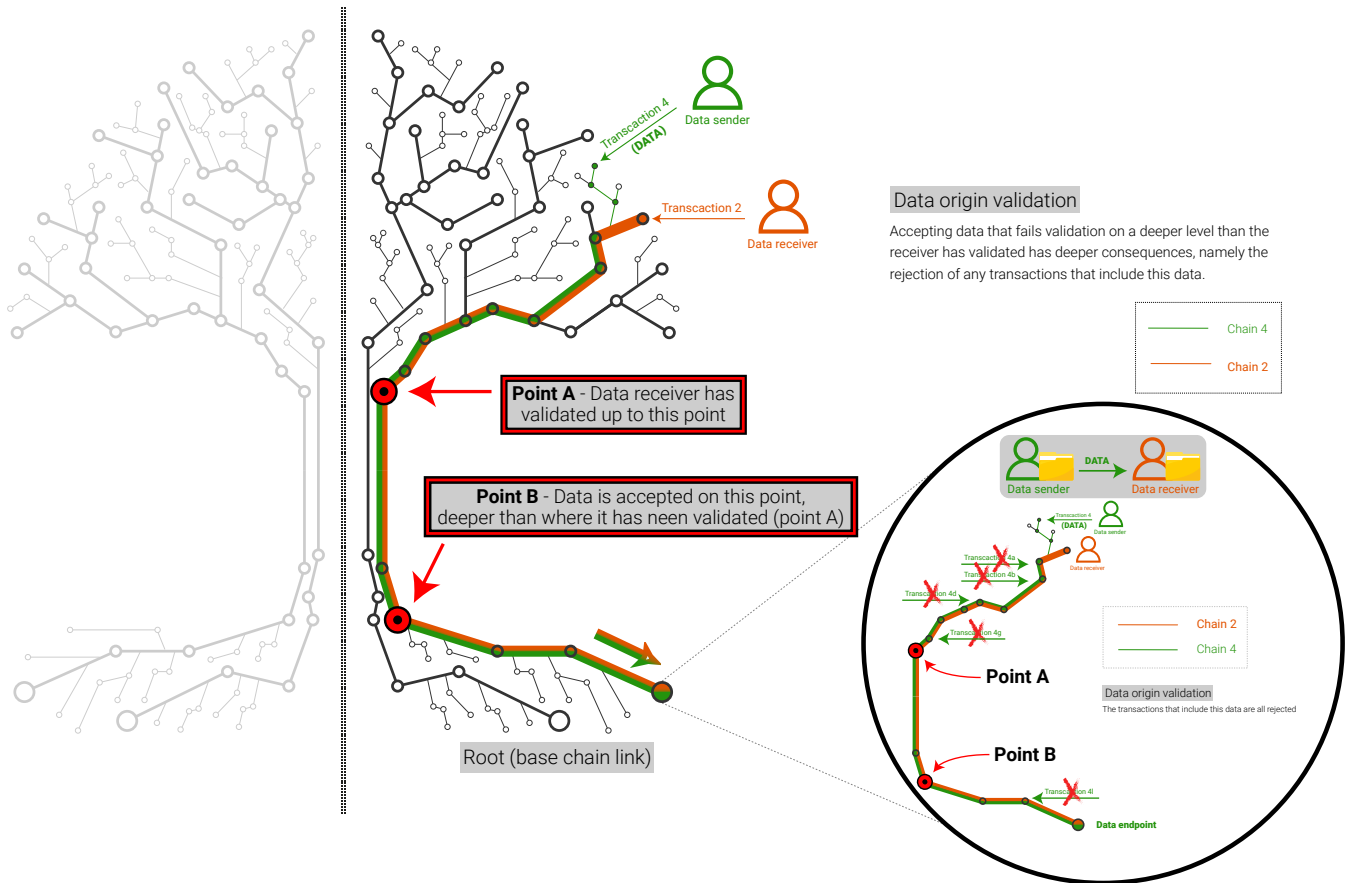 Transcaction 4
(DATA)
Data sender
Transcaction 2
Data receiver
Data origin validation
Accepting data that fails validation on a deeper level than the
receiver has validated has deeper consequences, namely the
rejection of any transactions that include this data.
Chain 4
Chain 2
Point A - Data receiver has
validated up to this point
Point B - Data is accepted on this point,
deeper than where it has neen validated (point A)
Root (base chain link)
DATA
Data sender
Data receiver
Transcaction 4
(DATA)
Data sender
Data receiver
Transcaction 4a
Transcaction 4b
Transcaction 4d
Transcaction 4g
Chain 2
Chain 4
Point A
Data origin validation
The transactions that include this data are all rejected
Point B
Transcaction 4i
Data endpoint